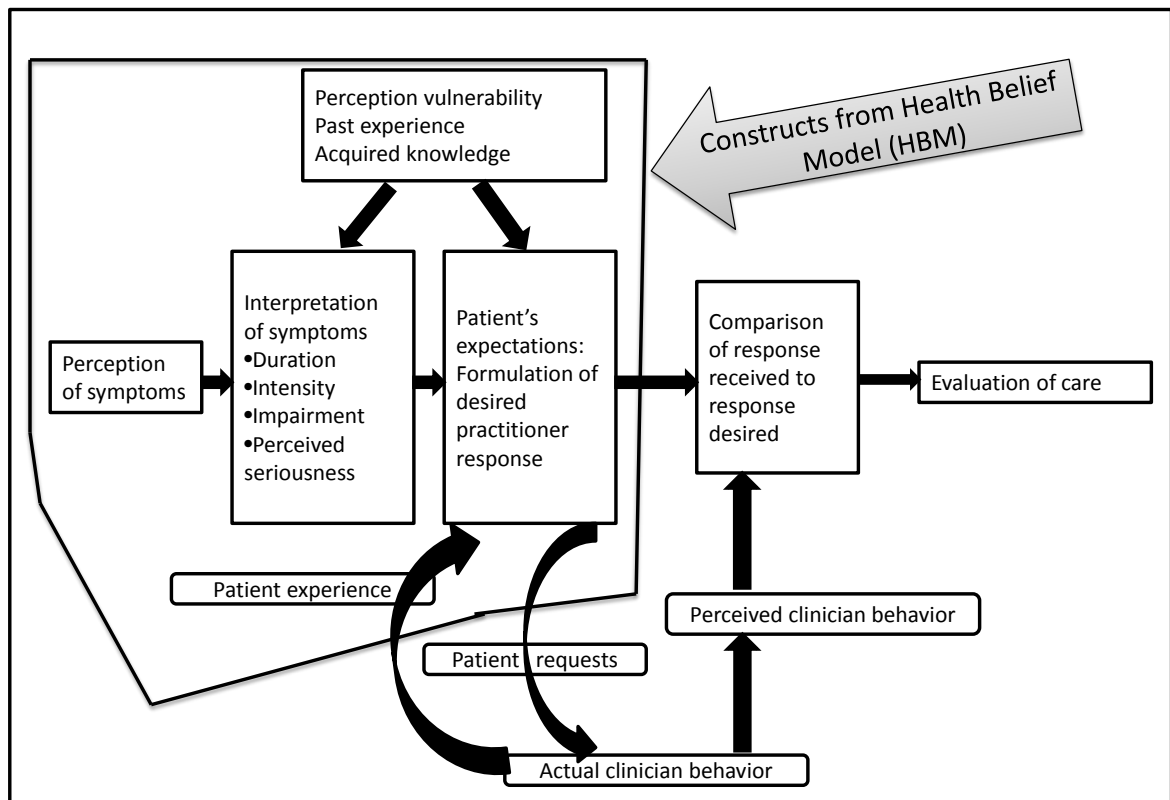 Perception vulnerability
Past experience
Acquired knowledge
Constructs from Health Belief
Model (HBM)
Perception
of symptoms
Interpretation
of symptoms
•Duration
•Intensity
•Impairment
•Perceived
seriousness
Patient’s
expectations:
Formulation of
desired
practitioner
response
Comparison
of response
received to
response
desired
Evaluation of care
Patient experience
Patient requests
Perceived clinician behavior
Actual clinician behavior